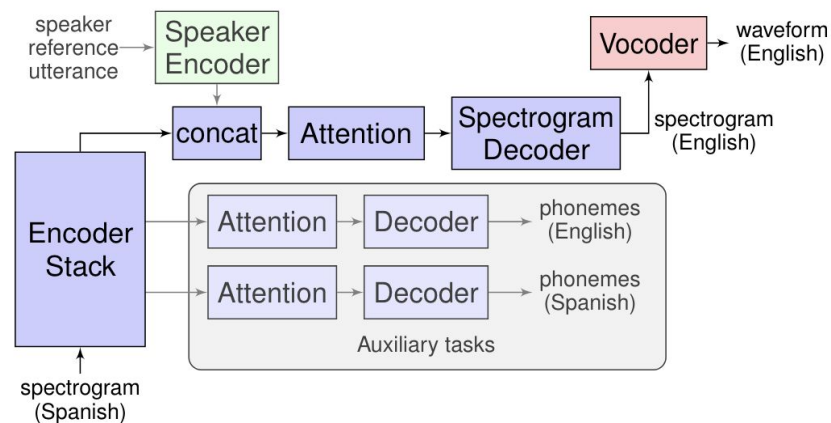 speaker
reference
utterance
Speaker
Encoder
Vocoder
waveform
(English)
concat
Attention
Spectrogram
Decoder
spectrogram
(English)
Encoder
Stack
Attention
Decoder
phonemes
(English)
Attention
Decoder
phonemes
(Spanish)
Auxiliary tasks
spectrogram
(Spanish)